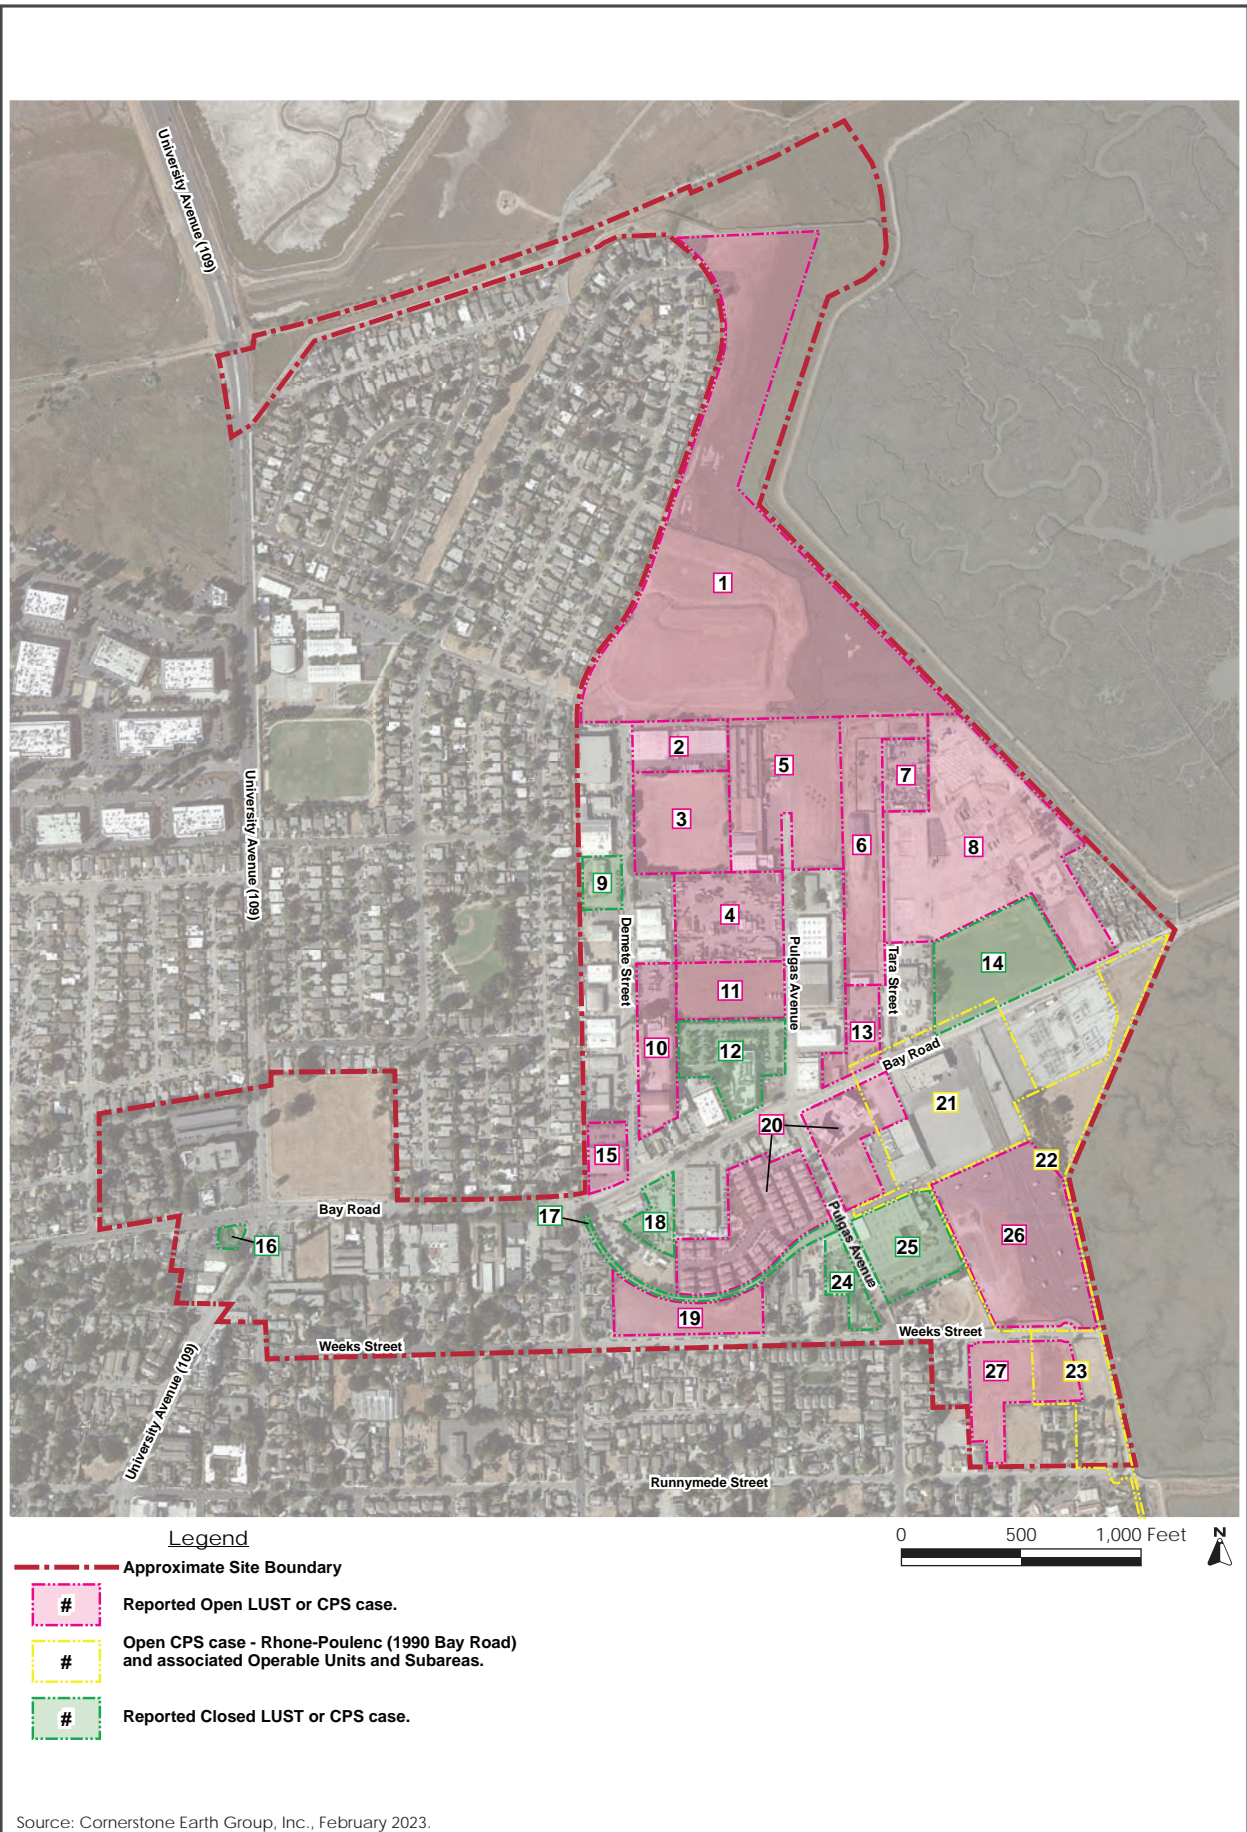 University Avenue (109)
1
2
5
7
3
6
8
University Avenue (109)
9
4
Demete Street
Pulgas Avenue
Tara Street
14
11
13
10
12
Bay Road
21
20
15
22
Bay Road
17
18
Pulgas Avenue
26
16
25
24
19
Weeks Street
Weeks Street
27
23
University Avenue (109)
Runnymede Street
Legend
0 500 1,000 Feet
N
Approximate Site Boundary
# Reported Open LUST or CPS case.
Open CPS case - Rhone-Poulenc (1990 Bay Road)
# and associated Operable Units and Subareas.
# Reported Closed LUST or CPS case.
Source: Cornerstone Earth Group, Inc., February 2023.